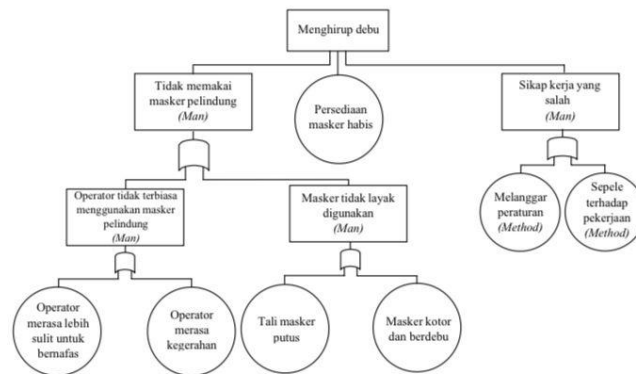 Menghirup debu
Tidak memakai
masker pelindung
(Man)
Persediaan
masker habis
Sikap kerja yang
salah
(Man)
Operator tidak terbiasa
menggunakan masker
pelindung
(Man)
Masker tidak layak
digunakan
(Man)
Melanggar
peraturan
(Method)
Sepele
terhadap
pekerjaan
(Method)
Operator
merasa lebih
sulit untuk
bernafas
Operator
merasa
kegerahan
Tali masker
putus
Masker kotor
dan berdebu